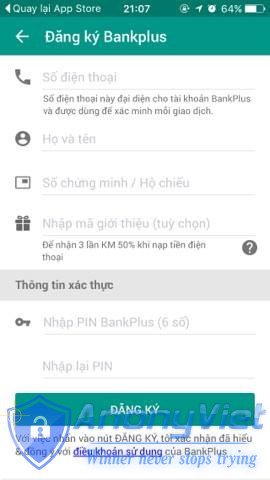 Quay lại App Store 21:07 64%
Đăng ký Bankplus
Số điện thoại
Số điện thoại này đại diện cho tài khoản BankPlus
và được dùng để xác minh mỗi giao dịch.
Họ và tên
Số chứng minh / Hộ chiếu
Nhập mã giới thiệu (tuỳ chọn)
Để nhận 3 lần KM 50% khi nạp tiền điện
thoại
Thông tin xác thực
Nhập PIN BankPlus (6 số)
Nhập lại PIN
ĐĂNG KÝ
AnonyViet
Với việc nhấn vào nút ĐĂNG KÝ, tôi xác nhận đã hiểu
& đồng ý với điều khoản sử dụng của BankPlus
Winner never stops trying